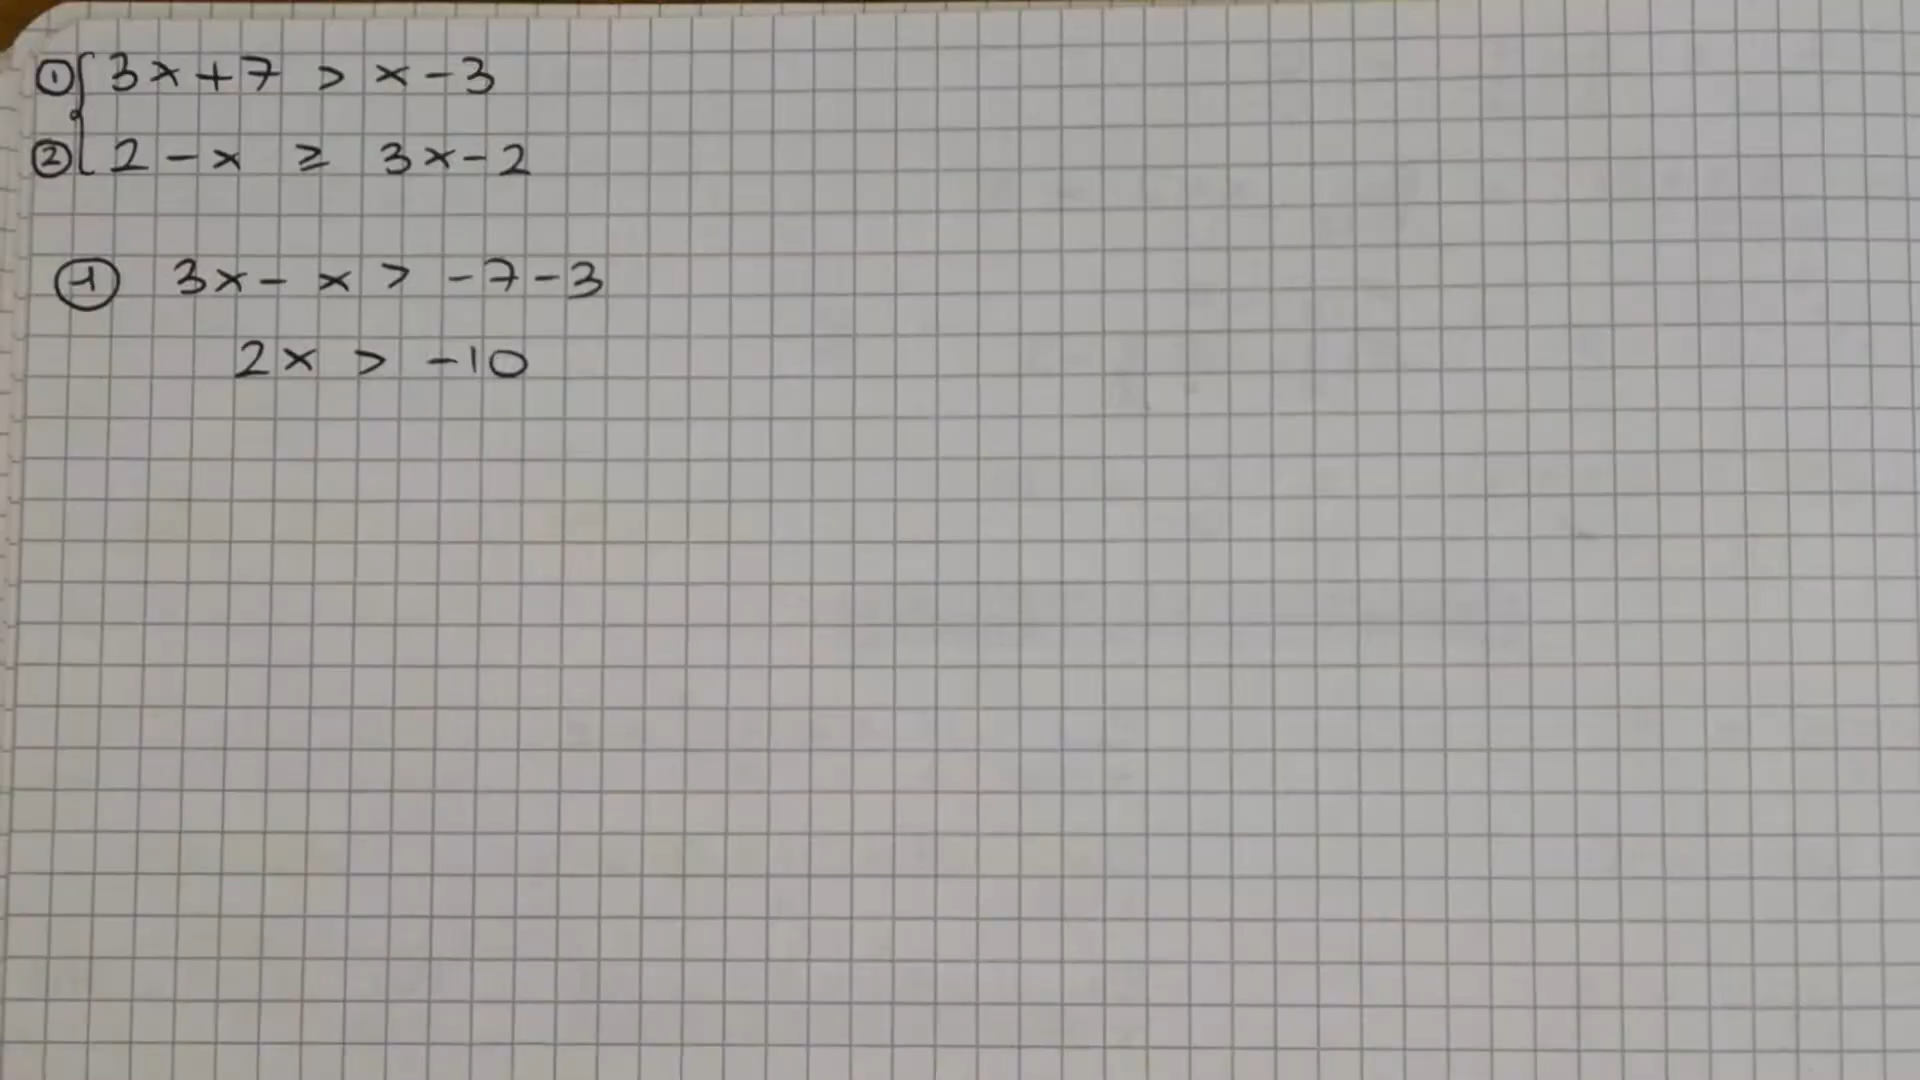 ① { 3x+7 > x-3
② { 2-x ≥ 3x-2
① 3x-x > -7-3
2x > -10